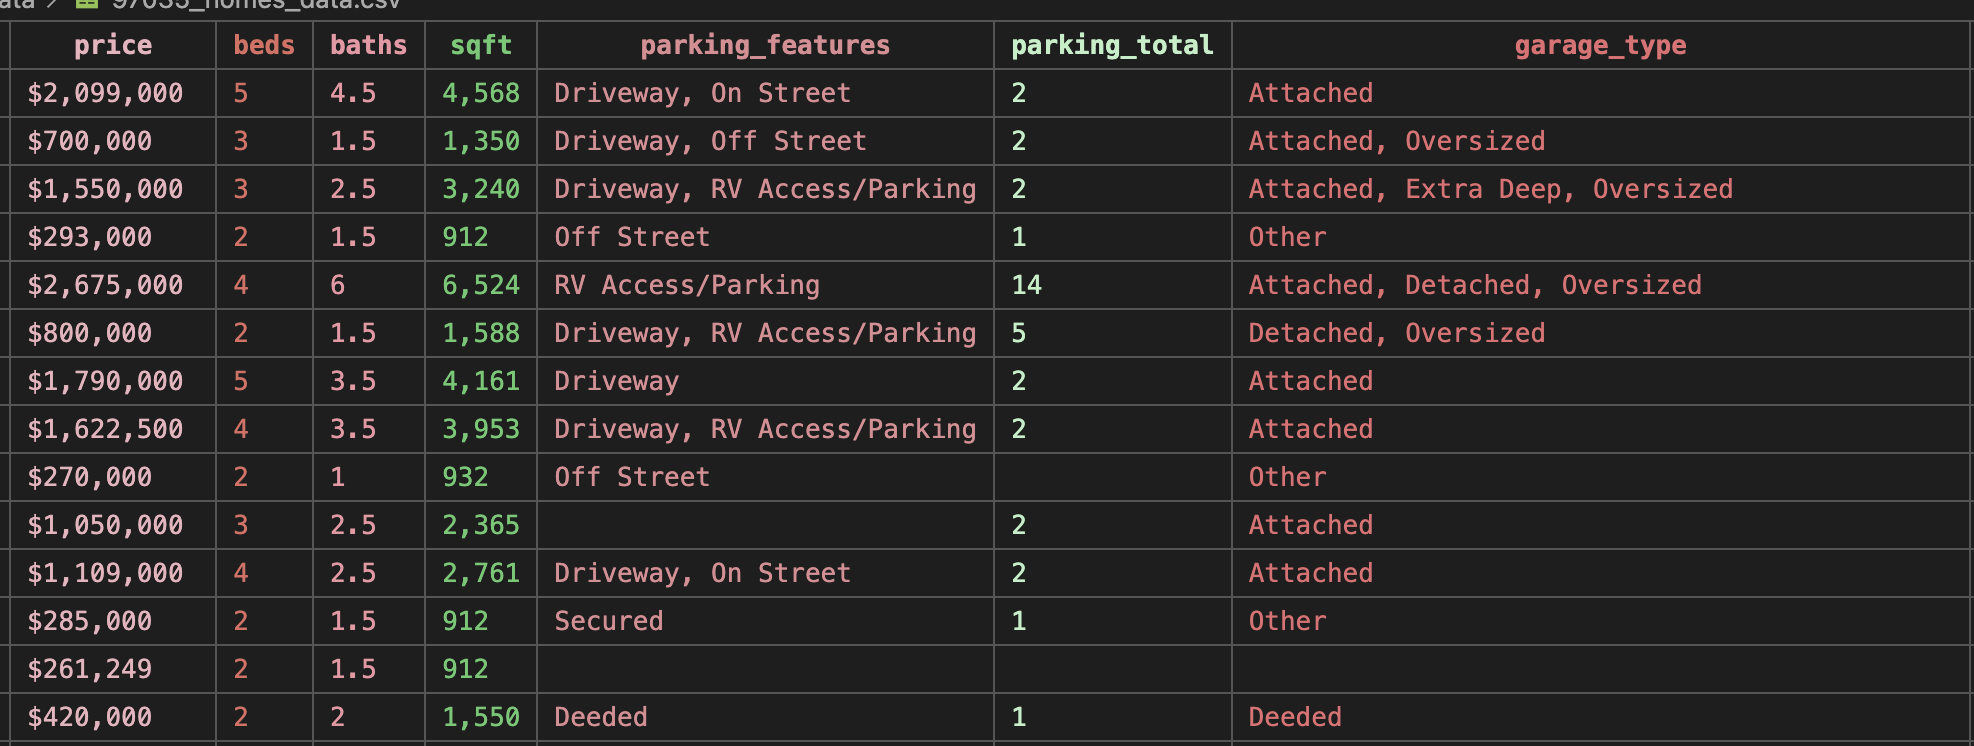 ata > 97035_homes_data.csv
price beds baths sqft parking_features parking_total garage_type
$2,099,000 5 4.5 4,568 Driveway, On Street 2 Attached
$700,000 3 1.5 1,350 Driveway, Off Street 2 Attached, Oversized
$1,550,000 3 2.5 3,240 Driveway, RV Access/Parking 2 Attached, Extra Deep, Oversized
$293,000 2 1.5 912 Off Street 1 Other
$2,675,000 4 6 6,524 RV Access/Parking 14 Attached, Detached, Oversized
$800,000 2 1.5 1,588 Driveway, RV Access/Parking 5 Detached, Oversized
$1,790,000 5 3.5 4,161 Driveway 2 Attached
$1,622,500 4 3.5 3,953 Driveway, RV Access/Parking 2 Attached
$270,000 2 1 932 Off Street Other
$1,050,000 3 2.5 2,365 2 Attached
$1,109,000 4 2.5 2,761 Driveway, On Street 2 Attached
$285,000 2 1.5 912 Secured 1 Other
$261,249 2 1.5 912
$420,000 2 2 1,550 Deeded 1 Deeded